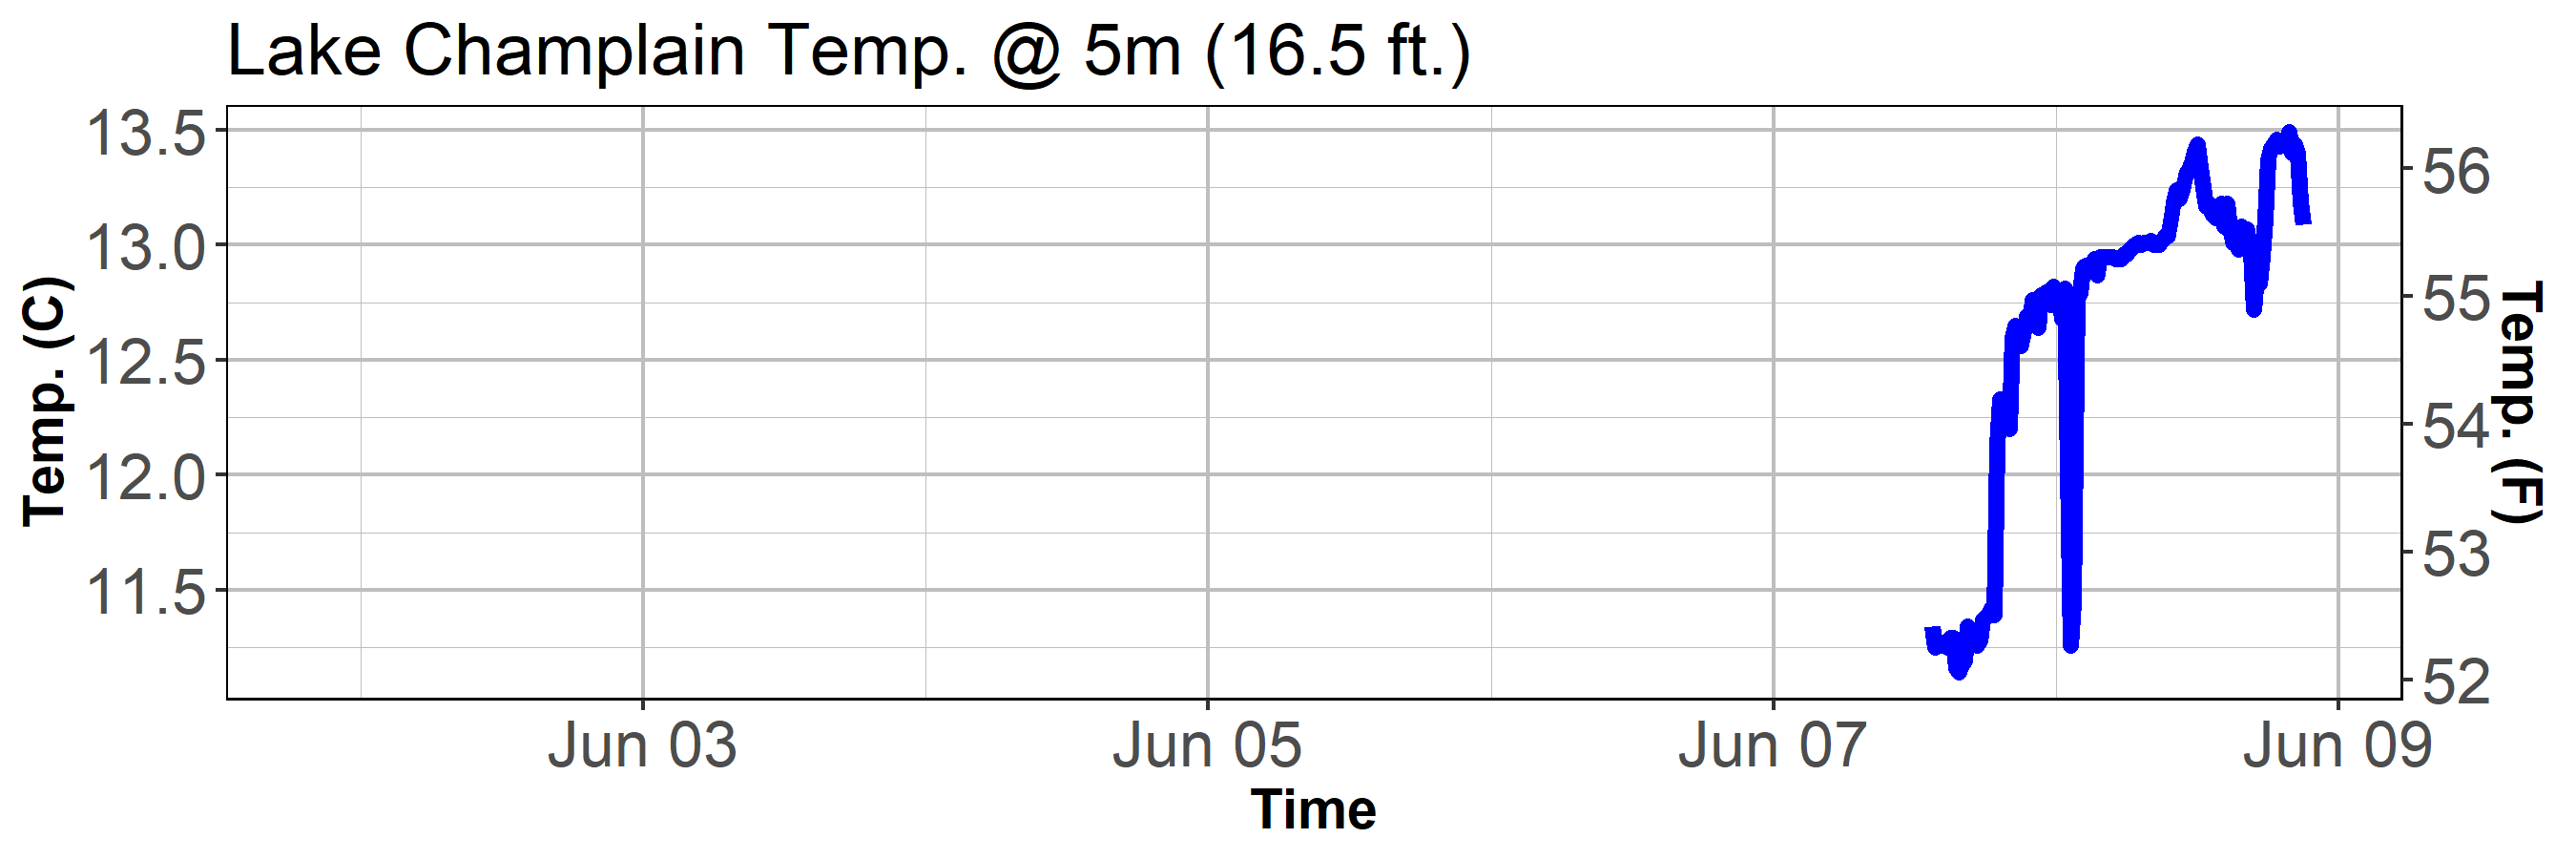 Lake Champlain Temp. @ 5m (16.5 ft.)
Temp. (C)
13.5
13.0
12.5
12.0
11.5
56
55
54
53
52
Temp. (F)
Jun 03 Jun 05 Jun 07 Jun 09
Time